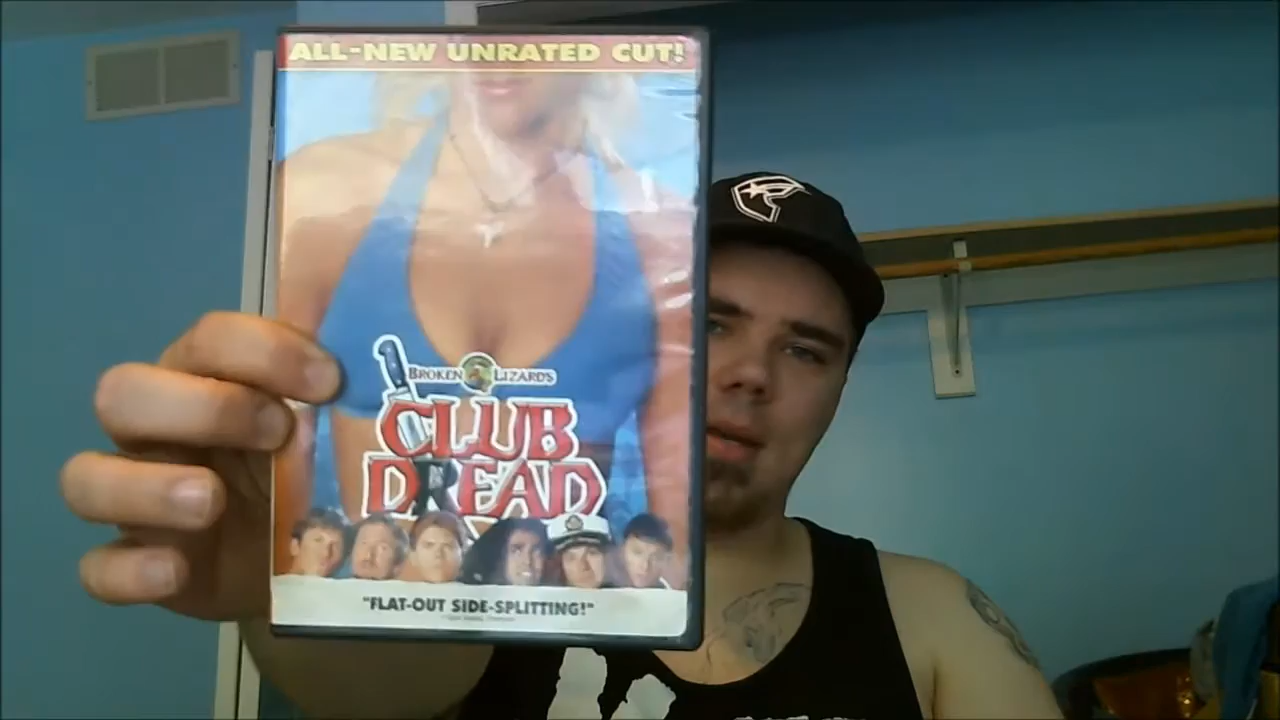 ALL-NEW UNRATED CUT!
BROKEN LIZARD'S
CLUB
DREAD
"FLAT-OUT SIDE-SPLITTING!"